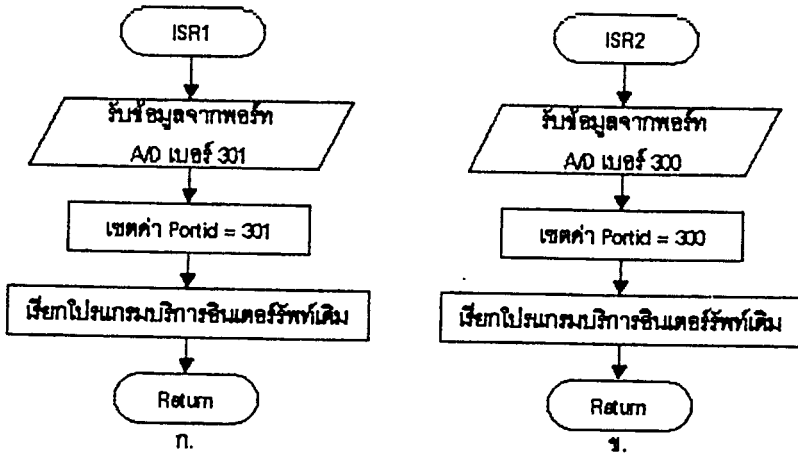 ISR1
รับข้อมูลจากพอร์ท
A/D เบอร์ 301
เซตค่า Portid = 301
เรียกโปรแกรมบริการอินเตอร์รัพท์เดิม
Return
ก.
ISR2
รับข้อมูลจากพอร์ท
A/D เบอร์ 300
เซตค่า Portid = 300
เรียกโปรแกรมบริการอินเตอร์รัพท์เดิม
Return
ข.